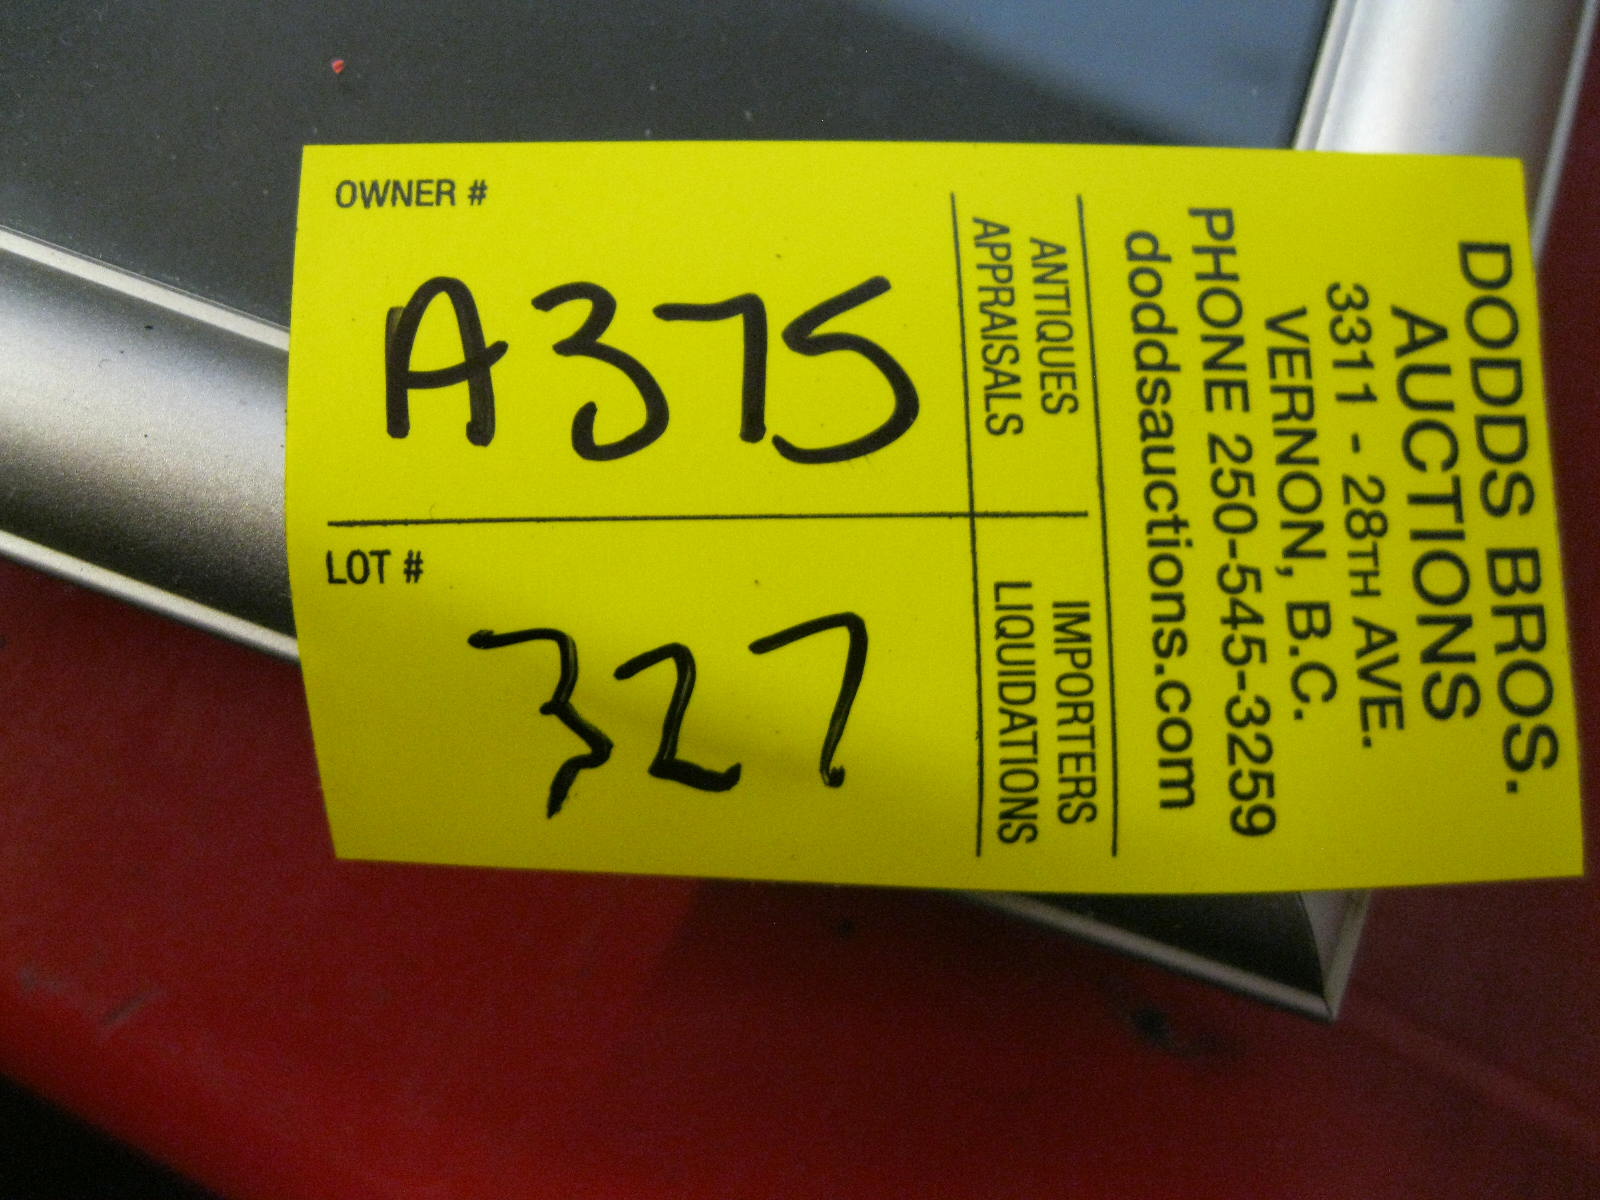 DODDS BROS.
AUCTIONS
3311 - 28TH AVE.
VERNON, B.C.
PHONE 250-545-3259
doddsauctions.com
ANTIQUES
APPRAISALS
IMPORTERS
LIQUIDATIONS
OWNER #
A375
LOT #
327